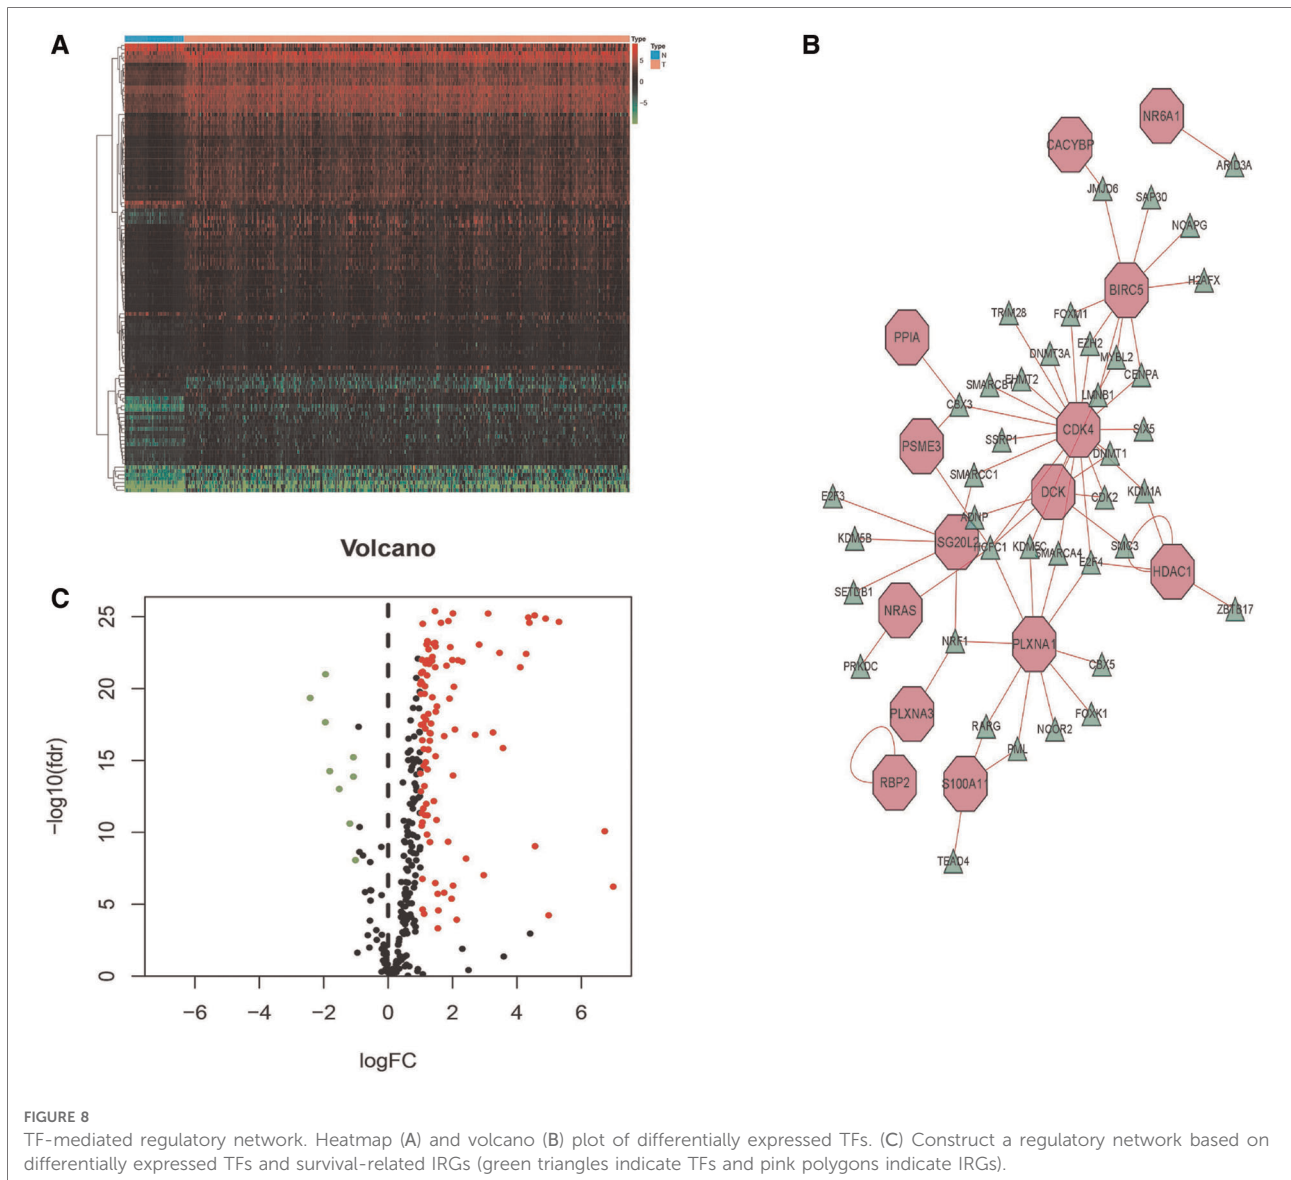 A
Type
5
0
−5
Type
N
T
B
NR6A1
CACYBP
ARID3A
JMJD6
SAP30
NCAPG
H2AFX
BIRC5
TRIM28
FOXM1
PPIA
EZH2
DNMT3A
MYBL2
EHMT2
SMARCB1
CENPA
LMNB1
CBX3
CDK4
SIX5
PSME3
SSRP1
DNMT1
SMARCC1
DCK
CDK2
KDM1A
E2F3
ADNP
KDM5B
SG20L2
HCFC1
KDM5C
SMARCA4
SMC3
E2F4
HDAC1
SETDB1
NRAS
ZBTB17
NRF1
PLXNA1
PRKDC
CBX5
PLXNA3
RARG
NCOR2
FOXK1
PML
RBP2
S100A11
TEAD4
Volcano
C
25
20
15
10
5
0
−log10(fdr)
−6 −4 −2 0 2 4 6
logFC
FIGURE 8
TF-mediated regulatory network. Heatmap (A) and volcano (B) plot of differentially expressed TFs. (C) Construct a regulatory network based on
differentially expressed TFs and survival-related IRGs (green triangles indicate TFs and pink polygons indicate IRGs).